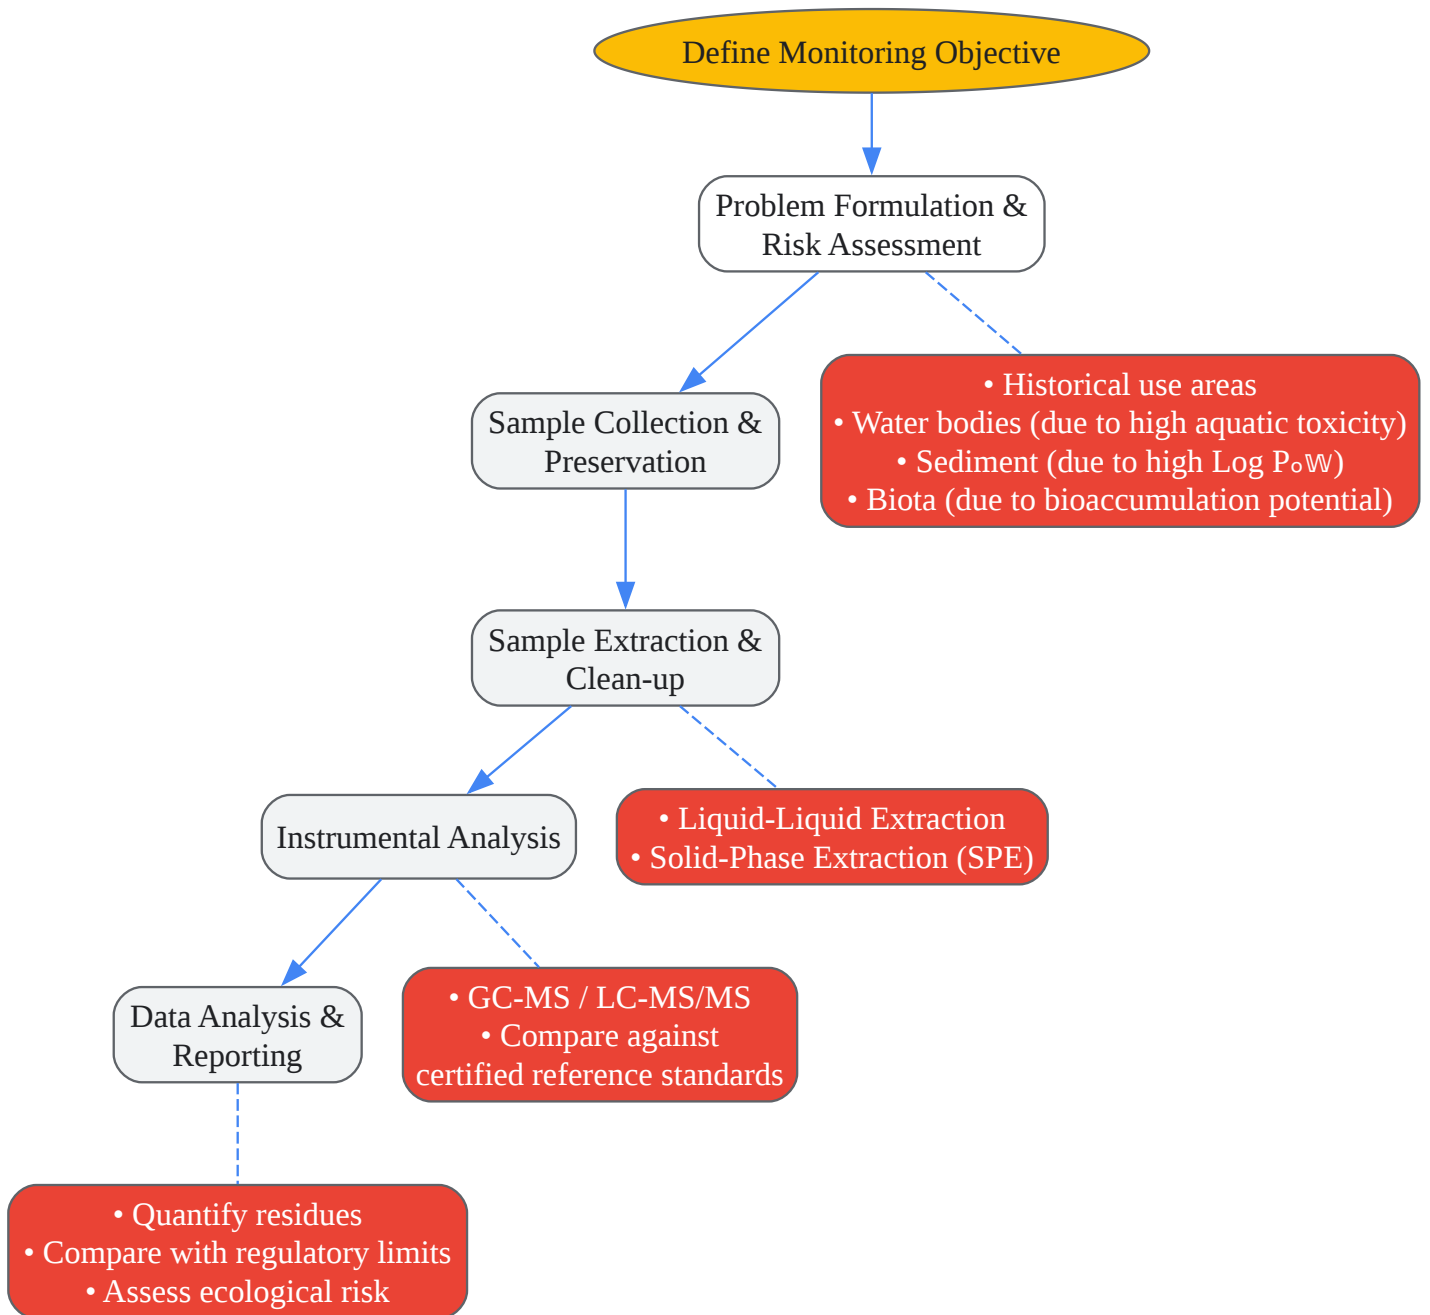 Define Monitoring Objective
Problem Formulation &
Risk Assessment
• Historical use areas
• Water bodies (due to high aquatic toxicity)
• Sediment (due to high Log Pₒ𝕎)
• Biota (due to bioaccumulation potential)
Sample Collection &
Preservation
Sample Extraction &
Clean-up
• Liquid-Liquid Extraction
• Solid-Phase Extraction (SPE)
Instrumental Analysis
• GC-MS / LC-MS/MS
• Compare against
certified reference standards
Data Analysis &
Reporting
• Quantify residues
• Compare with regulatory limits
• Assess ecological risk